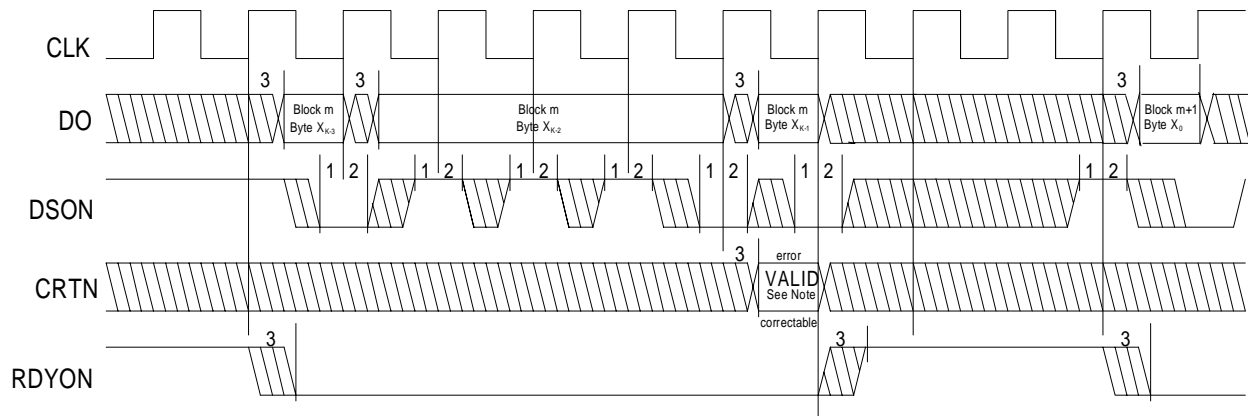 CLK
3 3 3 3
DO
Block m
Byte X_{K-3}
Block m
Byte X_{K-2}
Block m
Byte X_{K-1}
Block m+1
Byte X_0
1 2 1 2 1 2 1 2 1 2 1 2 1 2
DSON
CRTN
3
error
VALID
See Note
correctable
RDYON
3 3 3